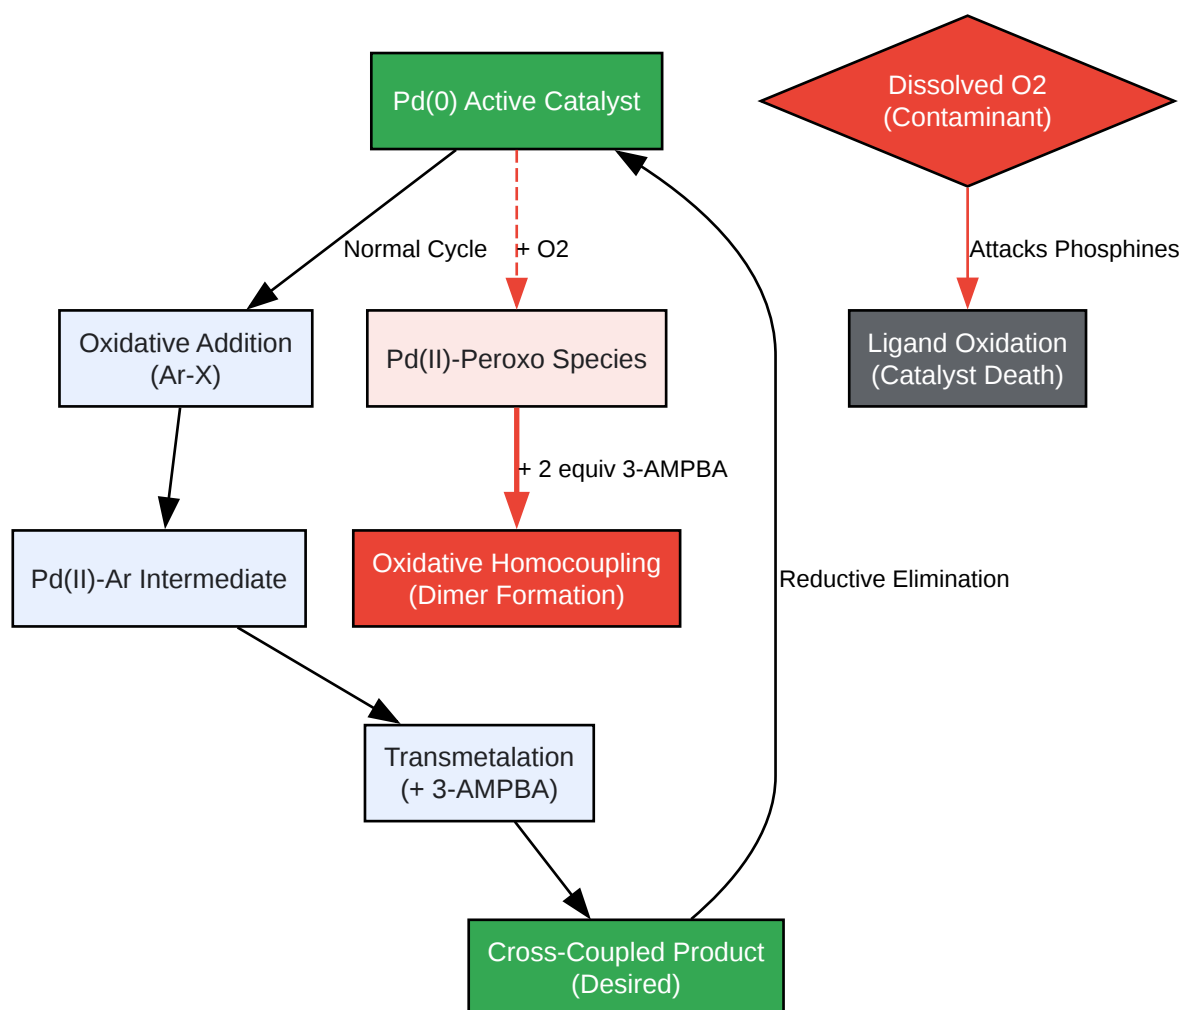 Pd(0) Active Catalyst
Dissolved O2
(Contaminant)
Normal Cycle
+ O2
Attacks Phosphines
Oxidative Addition
(Ar-X)
Pd(II)-Peroxo Species
Ligand Oxidation
(Catalyst Death)
+ 2 equiv 3-AMPBA
Pd(II)-Ar Intermediate
Oxidative Homocoupling
(Dimer Formation)
Reductive Elimination
Transmetalation
(+ 3-AMPBA)
Cross-Coupled Product
(Desired)